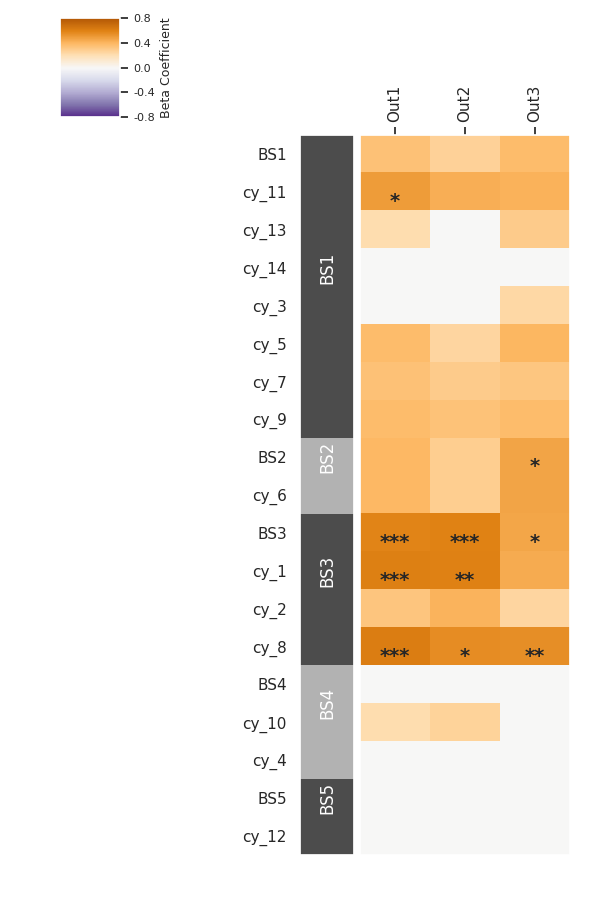 0.8
0.4
0.0
-0.4
-0.8
Beta Coefficient
Out1
Out2
Out3
BS1
cy_11
*
cy_13
cy_14
cy_3
cy_5
cy_7
cy_9
BS1
BS2
*
cy_6
BS2
BS3
*** *** *
cy_1
*** **
cy_2
cy_8
*** * **
BS3
BS4
cy_10
cy_4
BS4
BS5
cy_12
BS5